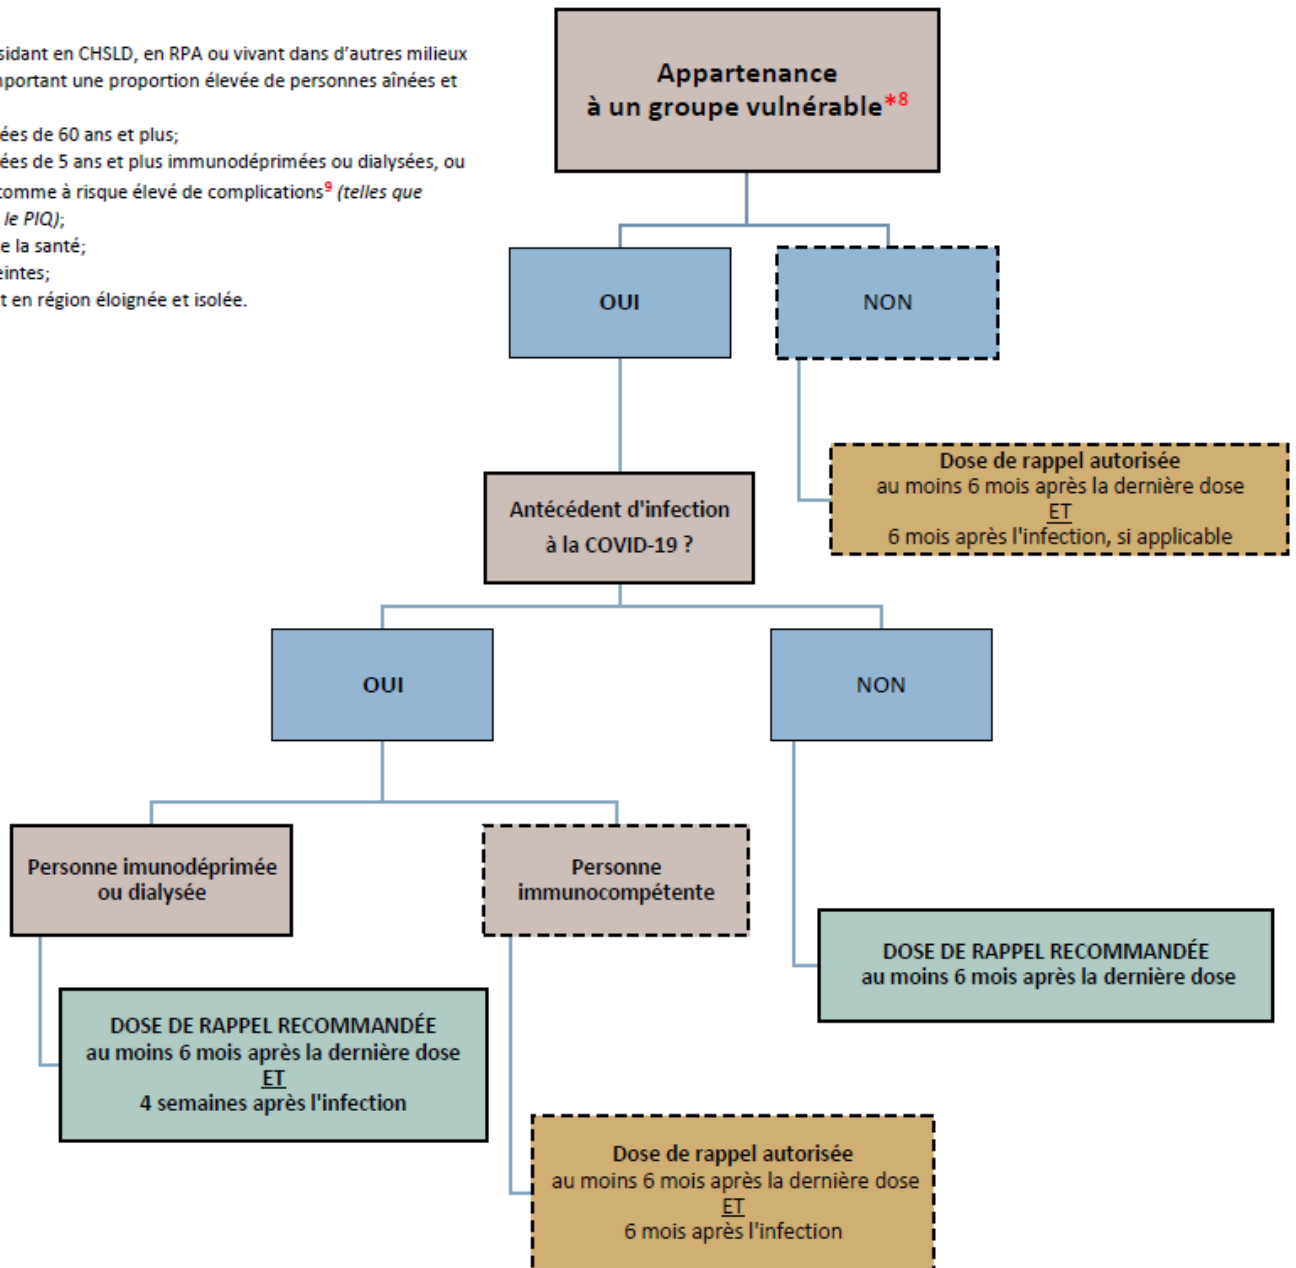 sidant en CHSLD, en RPA ou vivant dans d'autres milieux
nportant une proportion élevée de personnes aînées et
ées de 60 ans et plus;
ées de 5 ans et plus immunodéprimées ou dialysées, ou
comme à risque élevé de complications⁹ (telles que
le PIQ);
e la santé;
eintes;
t en région éloignée et isolée.
Appartenance
à un groupe vulnérable*⁸
OUI
NON
Dose de rappel autorisée
au moins 6 mois après la dernière dose
ET
6 mois après l'infection, si applicable
Antécédent d'infection
à la COVID-19 ?
OUI
NON
Personne imunodéprimée
ou dialysée
Personne
immunocompétente
DOSE DE RAPPEL RECOMMANDÉE
au moins 6 mois après la dernière dose
DOSE DE RAPPEL RECOMMANDÉE
au moins 6 mois après la dernière dose
ET
4 semaines après l'infection
Dose de rappel autorisée
au moins 6 mois après la dernière dose
ET
6 mois après l'infection